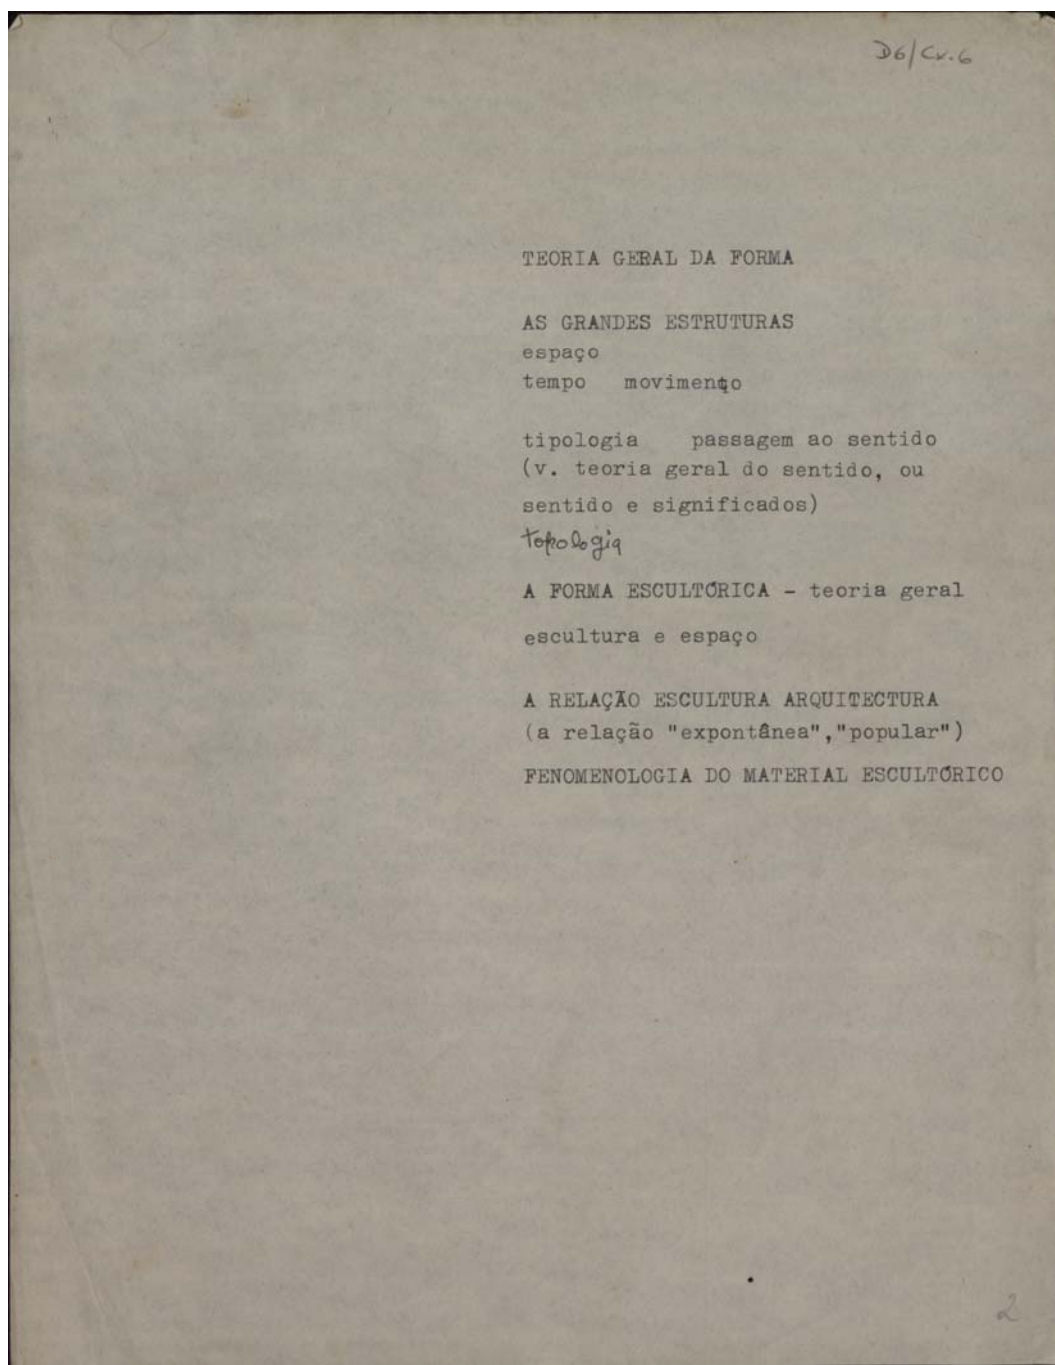 D6/Cx.6
TEORIA GERAL DA FORMA
AS GRANDES ESTRUTURAS
espaço
tempo movimento
tipologia passagem ao sentido
(v. teoria geral do sentido, ou
sentido e significados)
topologia
A FORMA ESCULTÓRICA - teoria geral
escultura e espaço
A RELAÇÃO ESCULTURA ARQUITECTURA
(a relação "expontânea","popular")
FENOMENOLOGIA DO MATERIAL ESCULTÓRICO
2